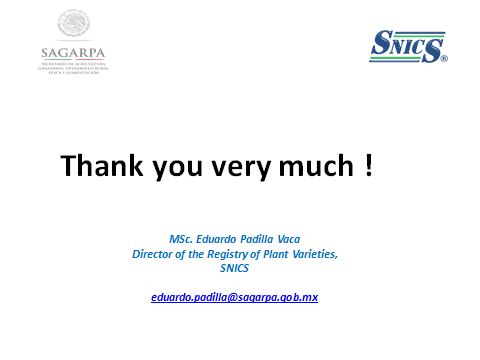 SAGARPA
SECRETARÍA DE AGRICULTURA,
GANADERÍA, DESARROLLO RURAL,
PESCA Y ALIMENTACIÓN
SNICS®
Thank you very much !
MSc. Eduardo Padilla Vaca
Director of the Registry of Plant Varieties,
SNICS
eduardo.padilla@sagarpa.gob.mx